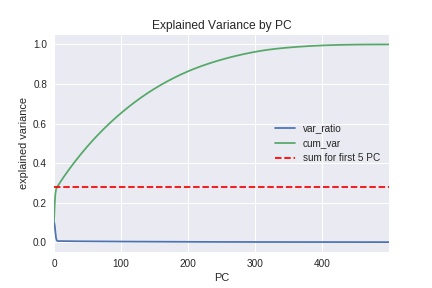 Explained Variance by PC
1.0
0.8
0.6
0.4
0.2
0.0
explained variance
var_ratio
cum_var
sum for first 5 PC
0 100 200 300 400
PC